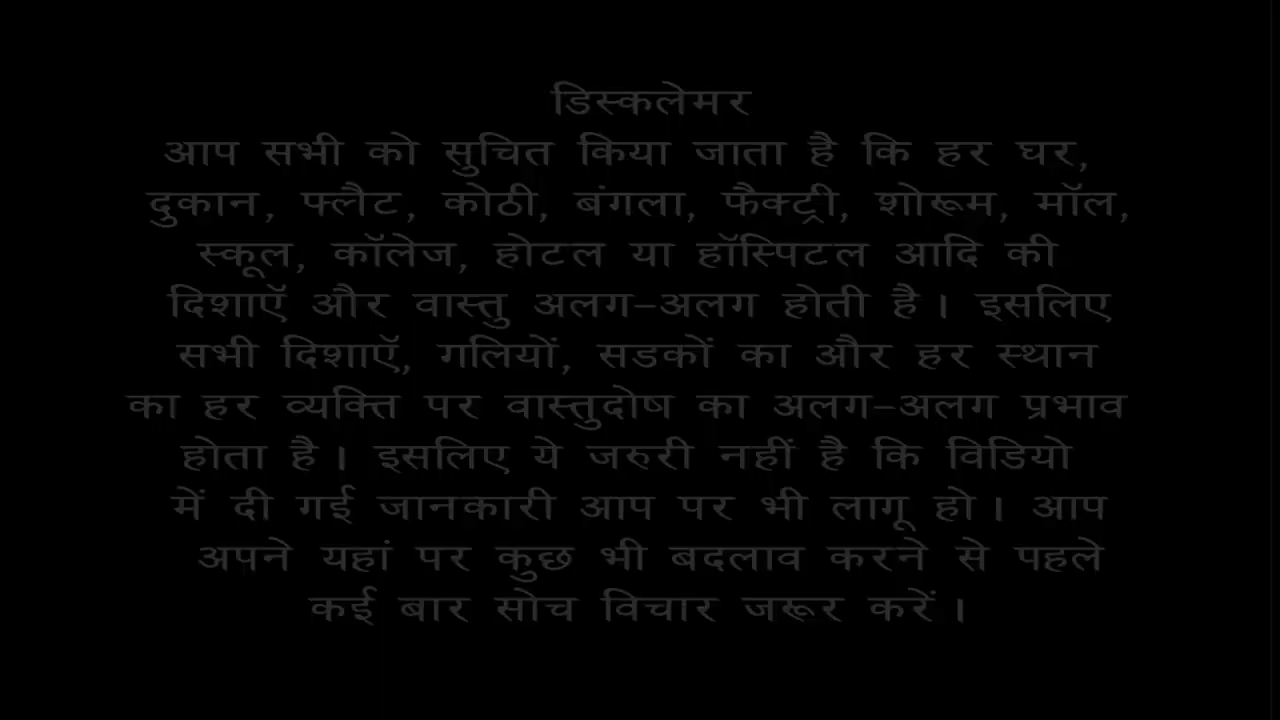 डिस्कलेमर
आप सभी को सुचित किया जाता है कि हर घर,
दुकान, फ्लैट, कोठी, बंगला, फैक्ट्री, शोरूम, मॉल,
स्कूल, कॉलेज, होटल या हॉस्पिटल आदि की
दिशाएॅ और वास्तु अलग-अलग होती है। इसलिए
सभी दिशाएॅ, गलियों, सडकों का और हर स्थान
का हर व्यक्ति पर वास्तुदोष का अलग-अलग प्रभाव
होता है। इसलिए ये जरुरी नहीं है कि विडियो
में दी गई जानकारी आप पर भी लागू हो। आप
अपने यहां पर कुछ भी बदलाव करने से पहले
कई बार सोच विचार जरूर करें।